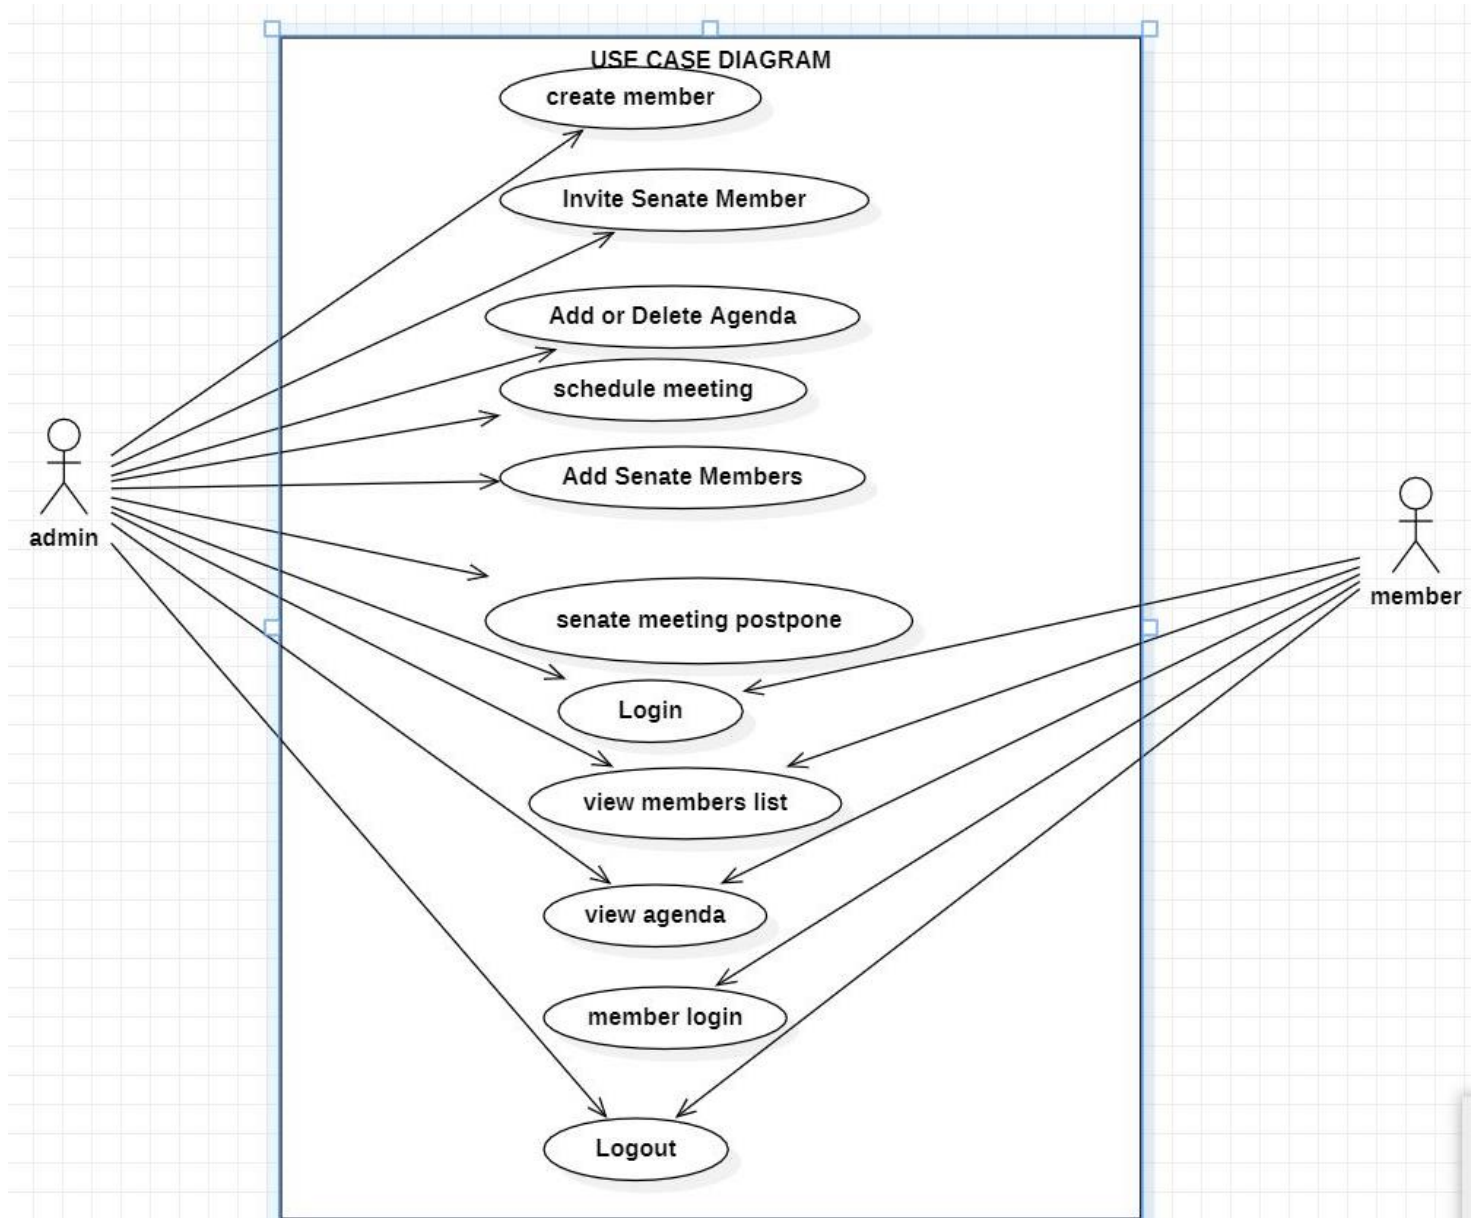 USE CASE DIAGRAM
create member
Invite Senate Member
Add or Delete Agenda
schedule meeting
Add Senate Members
admin
member
senate meeting postpone
Login
view members list
view agenda
member login
Logout